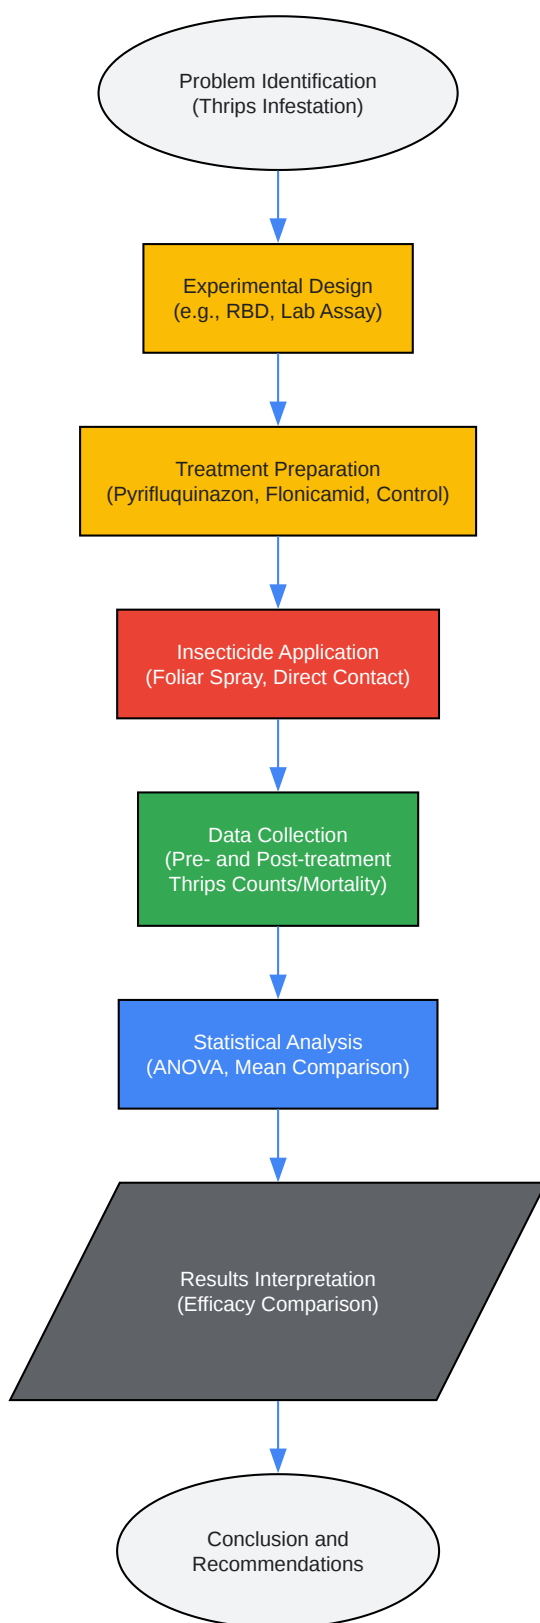 Problem Identification
(Thrips Infestation)
Experimental Design
(e.g., RBD, Lab Assay)
Treatment Preparation
(Pyrifluquinazon, Flonicamid, Control)
Insecticide Application
(Foliar Spray, Direct Contact)
Data Collection
(Pre- and Post-treatment
Thrips Counts/Mortality)
Statistical Analysis
(ANOVA, Mean Comparison)
Results Interpretation
(Efficacy Comparison)
Conclusion and
Recommendations